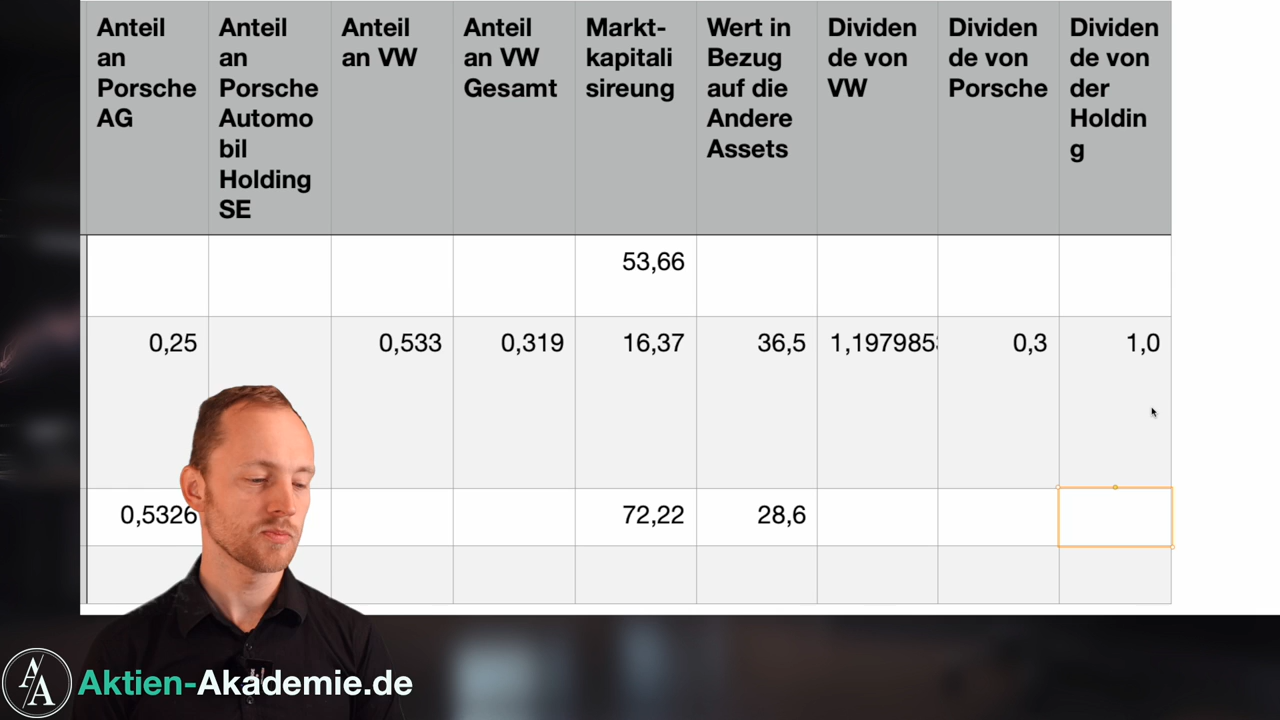 Anteil
an
Porsche
AG
Anteil
an
Porsche
Automo
bil
Holding
SE
Anteil
an VW
Anteil
an VW
Gesamt
Markt-
kapitali
sireung
Wert in
Bezug
auf die
Andere
Assets
Dividen
de von
VW
Dividen
de von
Porsche
Dividen
de von
der
Holdin
g
53,66
0,25 0,533 0,319 16,37 36,5 1,197985 0,3 1,0
0,5326 72,22 28,6
AA
Aktien-Akademie.de